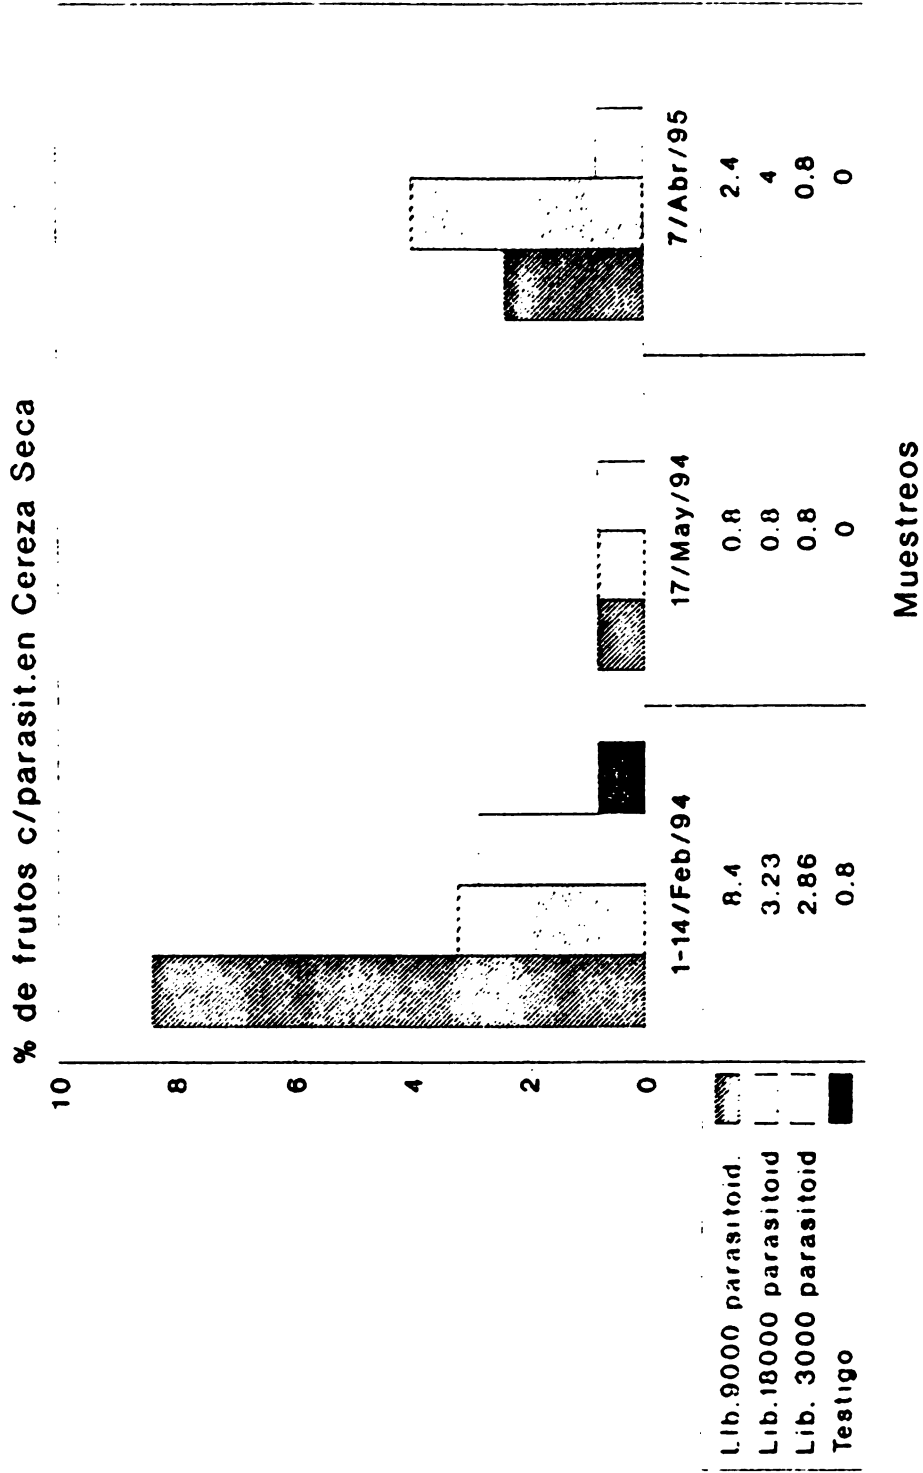 % de frutos c/parasit.en Cereza Seca
10
8
6
4
2
0
1-14/Feb/94 17/May/94 7/Abr/95
Lib.9000 parasitoid. 8.4 0.8 2.4
Lib.18000 parasitoid 3.23 0.8 4
Lib. 3000 parasitoid 2.86 0.8 0.8
Testigo 0.8 0 0
Muestreos